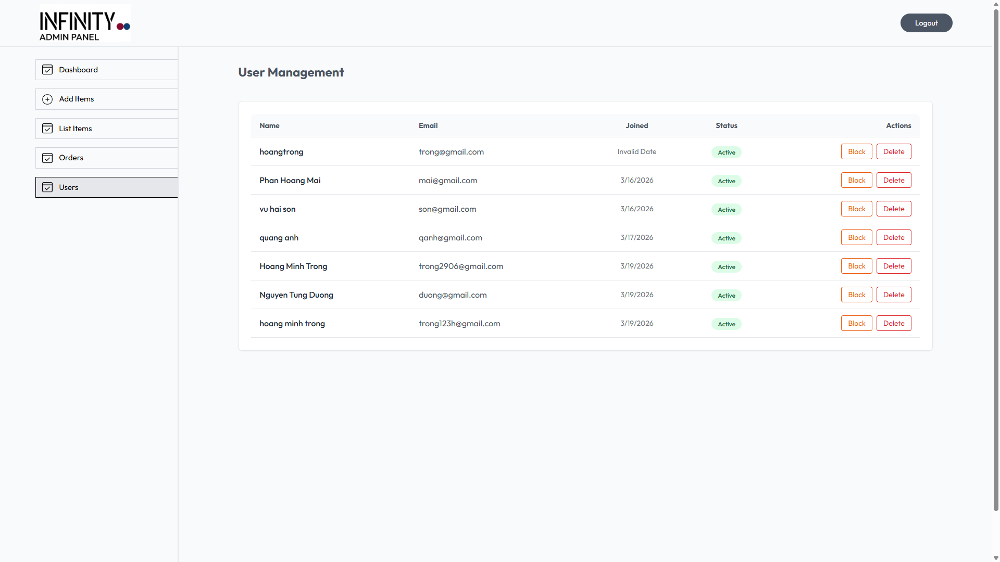 INFINITY
ADMIN PANEL
Logout
Dashboard
Add Items
List Items
Orders
Users
User Management
Name Email Joined Status Actions
hoangtrong trong@gmail.com Invalid Date Active Block Delete
Phan Hoang Mai mai@gmail.com 3/16/2026 Active Block Delete
vu hai son son@gmail.com 3/16/2026 Active Block Delete
quang anh qanh@gmail.com 3/17/2026 Active Block Delete
Hoang Minh Trong trong2906@gmail.com 3/19/2026 Active Block Delete
Nguyen Tung Duong duong@gmail.com 3/19/2026 Active Block Delete
hoang minh trong trong123h@gmail.com 3/19/2026 Active Block Delete